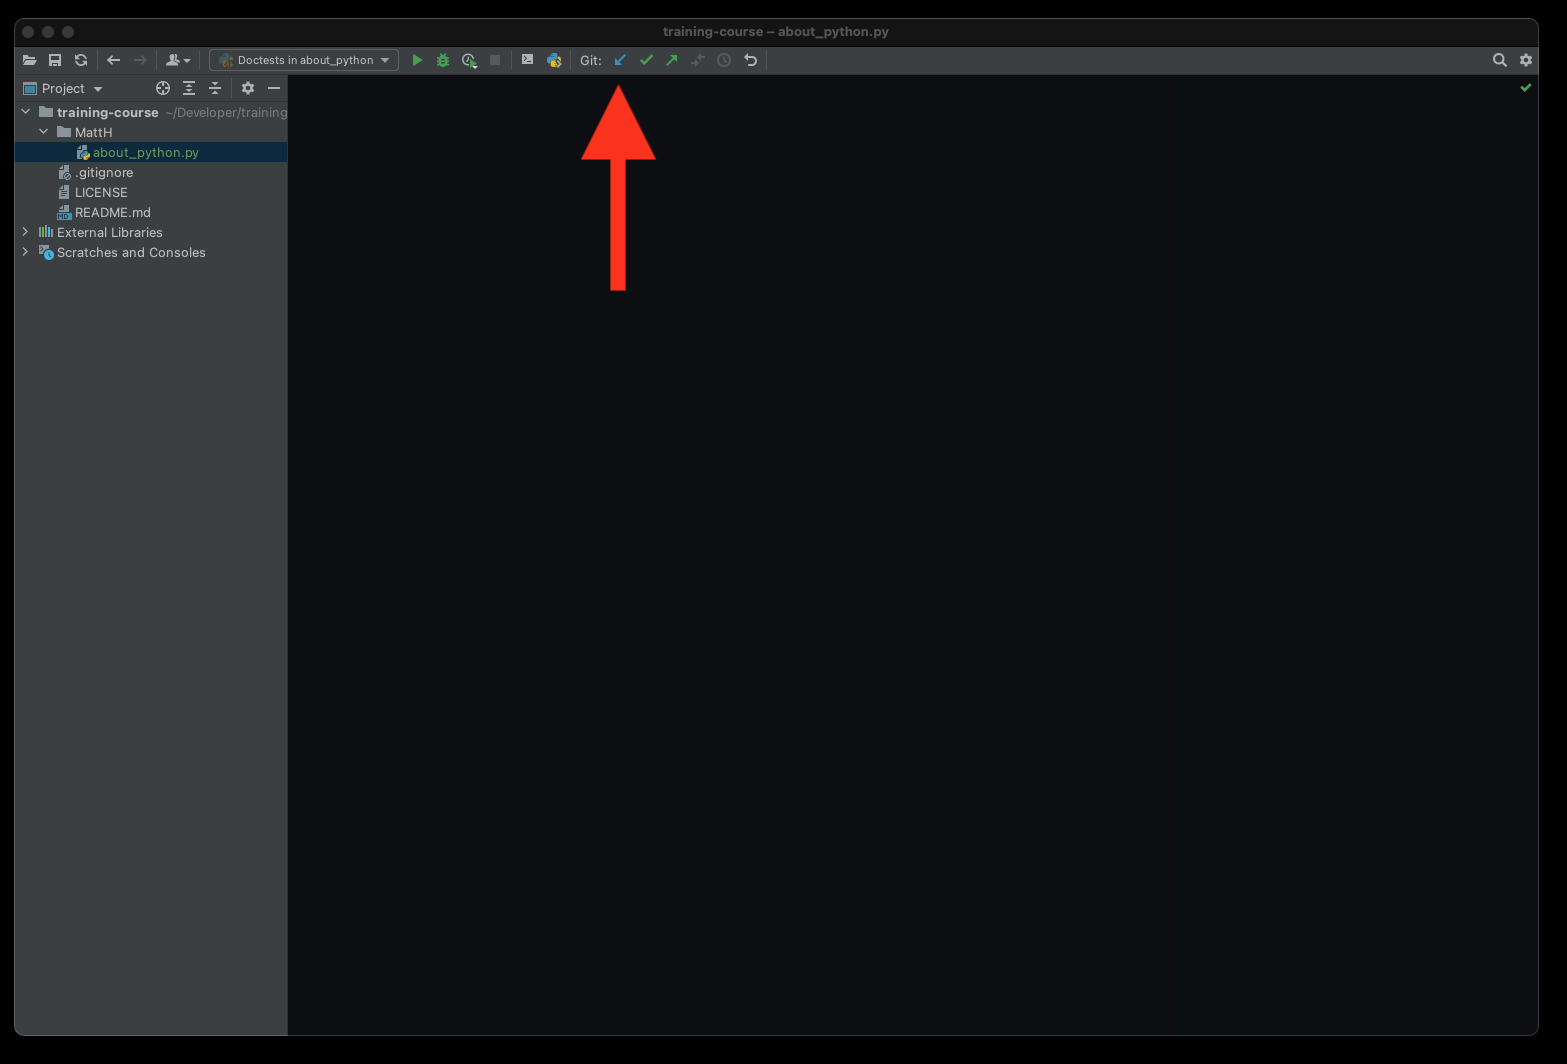 training-course – about_python.py
Doctests in about_python
Git:
Project
training-course ~/Developer/training
MattH
about_python.py
.gitignore
LICENSE
README.md
External Libraries
Scratches and Consoles